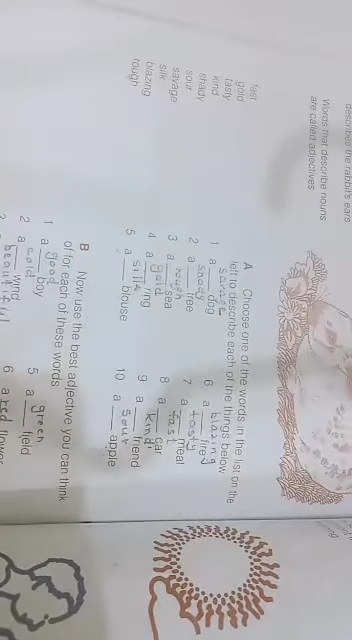 describes the rabbit's ears
Words that describe nouns
are called adjectives
fast
gold
tasty
kind
shady
sour
savage
silk
blazing
rough
A Choose one of the words in the list on the
left to describe each of the things below
1 a savage dog
2 a shady tree
3 a rough sea
4 a gold ring
5 a silk blouse
6 a blazing fire
7 a tasty meal
8 a fast car
9 a kind friend
10 a sour apple
B Now use the best adjective you can think
of for each of these words
1 a good boy
2 a cold wind
beautiful
5 a green field
6 a red flower